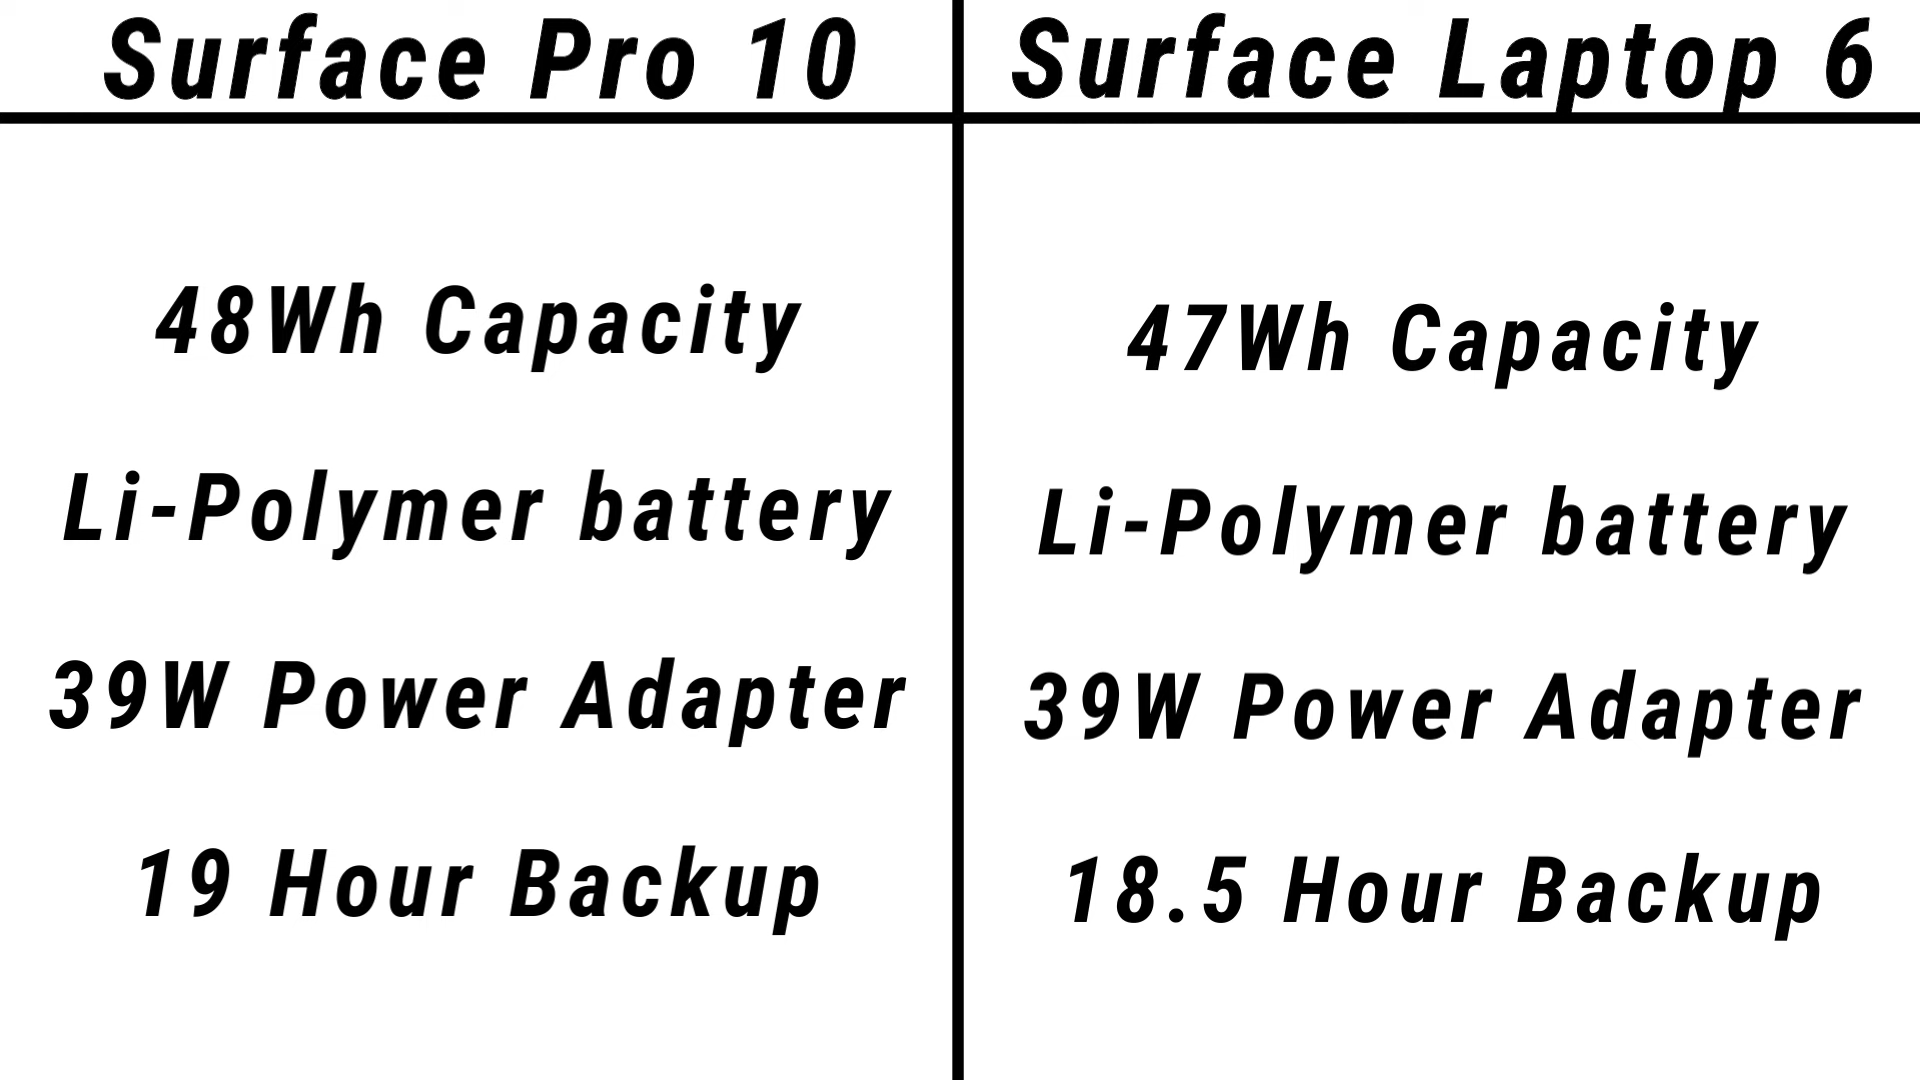 Surface Pro 10
48Wh Capacity
Li-Polymer battery
39W Power Adapter
19 Hour Backup
Surface Laptop 6
47Wh Capacity
Li-Polymer battery
39W Power Adapter
18.5 Hour Backup